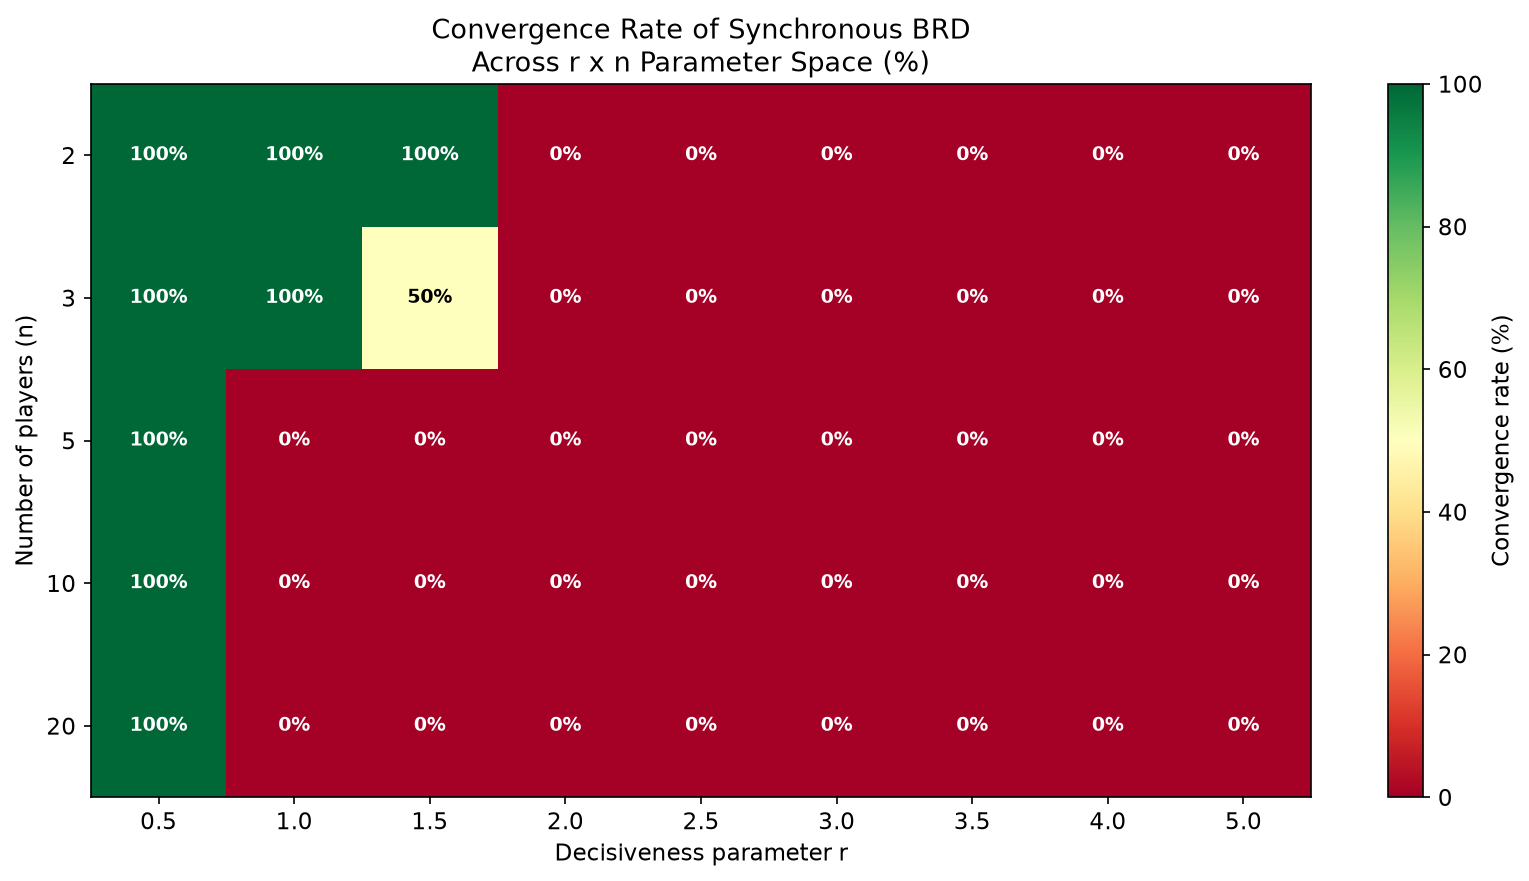 Convergence Rate of Synchronous BRD
Across r x n Parameter Space (%)
Number of players (n)
2 100% 100% 100% 0% 0% 0% 0% 0% 0%
3 100% 100% 50% 0% 0% 0% 0% 0% 0%
5 100% 0% 0% 0% 0% 0% 0% 0% 0%
10 100% 0% 0% 0% 0% 0% 0% 0% 0%
20 100% 0% 0% 0% 0% 0% 0% 0% 0%
0.5 1.0 1.5 2.0 2.5 3.0 3.5 4.0 5.0
Decisiveness parameter r
100
80
60
40
20
0
Convergence rate (%)